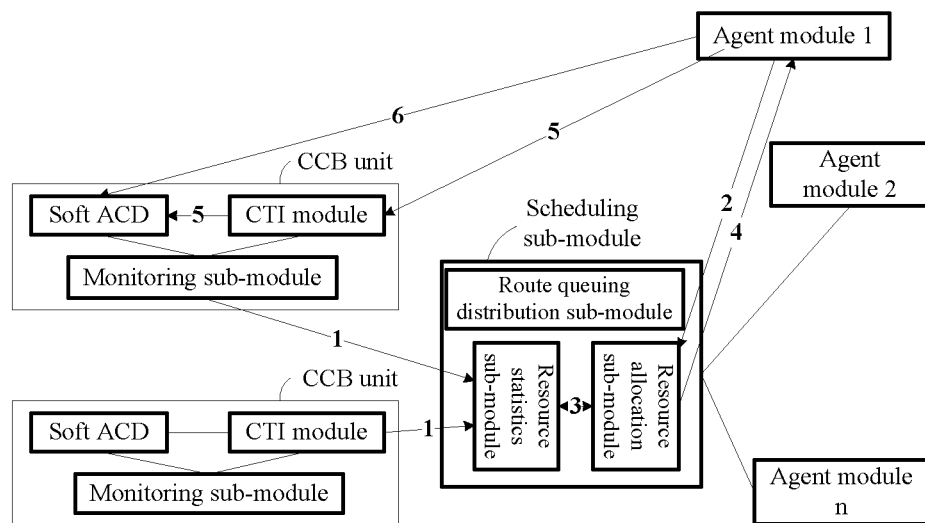 Agent module 1
6
5
CCB unit
Agent
module 2
Soft ACD
5
CTI module
2
4
Scheduling
sub-module
Monitoring sub-module
Route queuing
distribution sub-module
1
Resource
statistics
sub-module
3
Resource
allocation
sub-module
CCB unit
Soft ACD
CTI module
1
Monitoring sub-module
Agent module
n